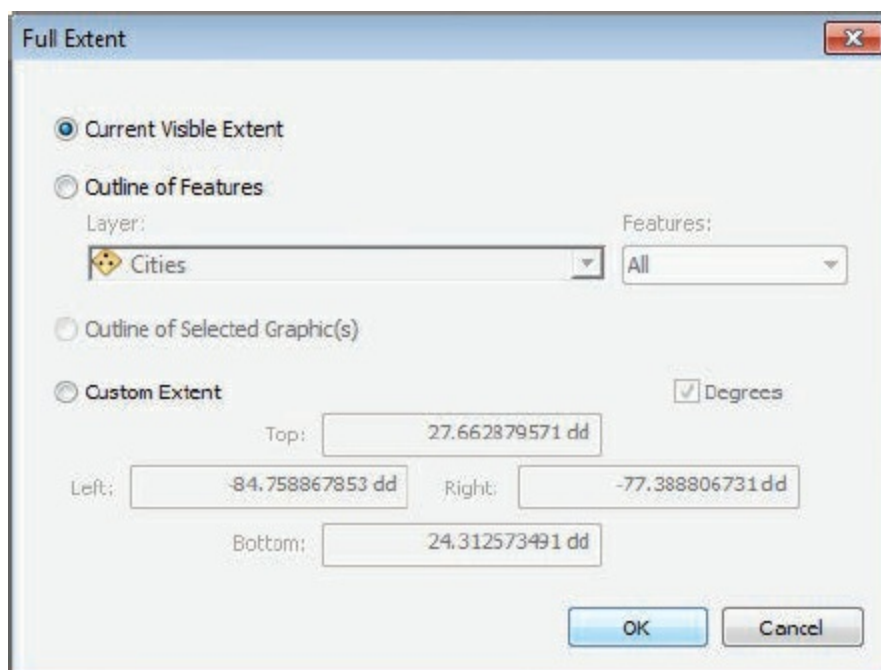 Full Extent
Current Visible Extent
Outline of Features
Layer: Features:
Cities All
Outline of Selected Graphic(s)
Custom Extent Degrees
Top: 27.662879571 dd
Left: -84.758867853 dd Right: -77.388806731 dd
Bottom: 24.312573491 dd
OK Cancel